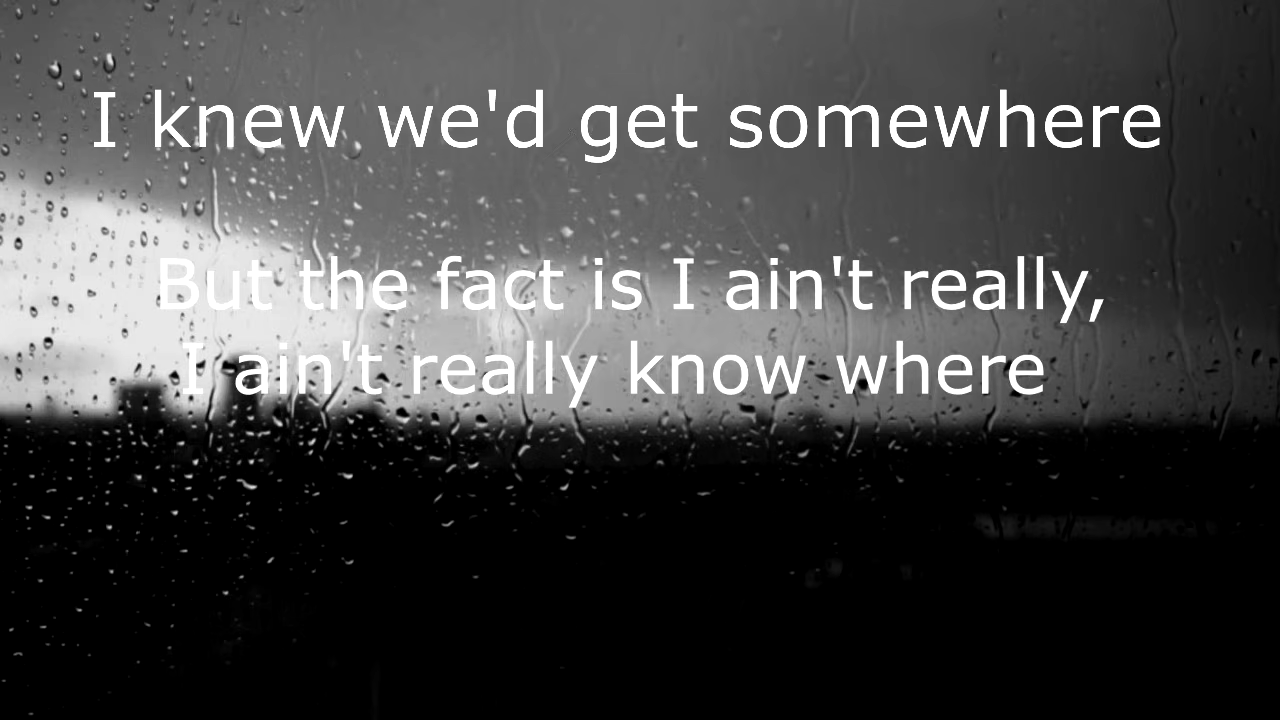 I knew we'd get somewhere
But the fact is I ain't really,
I ain't really know where